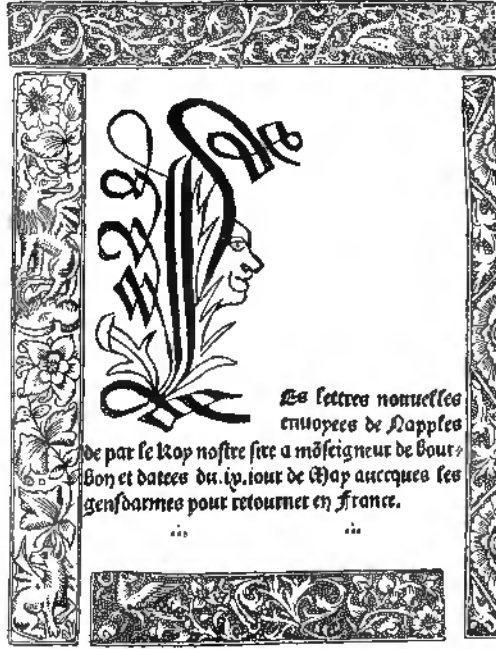 Les lettres nouuelles
enuoyees de Napples
de par le Roy nostre sire a mõseigneur de Bour-
bon et datees du .ix. iour de May auecques les
gensdarmes pour retourner en France.